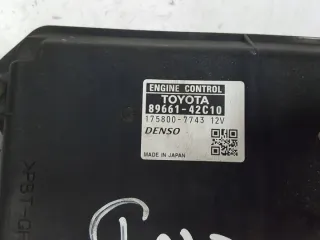 ENGINE CONTROL
TOYOTA
89661-42C10
175800-7743 12V
DENSO
MADE IN JAPAN